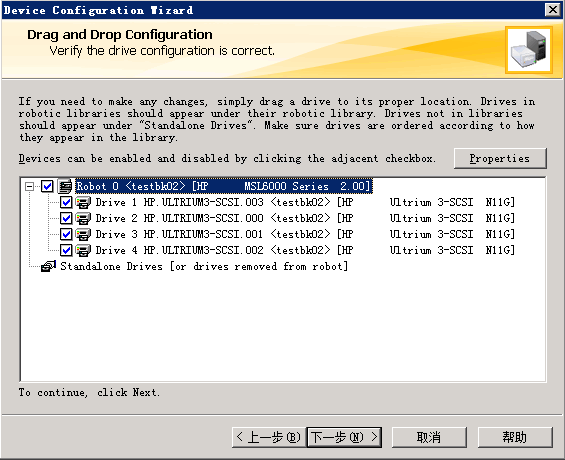 Device Configuration Wizard
Drag and Drop Configuration
Verify the drive configuration is correct.
If you need to make any changes, simply drag a drive to its proper location. Drives in
robotic libraries should appear under their robotic library. Drives not in libraries
should appear under "Standalone Drives". Make sure drives are ordered according to how
they appear in the library.
Devices can be enabled and disabled by clicking the adjacent checkbox.
Properties
Robot 0 <testbk02> [HP MSL6000 Series 2.00]
Drive 1 HP.ULTRIUM3-SCSI.003 <testbk02> [HP Ultrium 3-SCSI N11G]
Drive 2 HP.ULTRIUM3-SCSI.000 <testbk02> [HP Ultrium 3-SCSI N11G]
Drive 3 HP.ULTRIUM3-SCSI.001 <testbk02> [HP Ultrium 3-SCSI N11G]
Drive 4 HP.ULTRIUM3-SCSI.002 <testbk02> [HP Ultrium 3-SCSI N11G]
Standalone Drives [or drives removed from robot]
To continue, click Next.
< 上一步(B) 下一步(N) > 取消 帮助